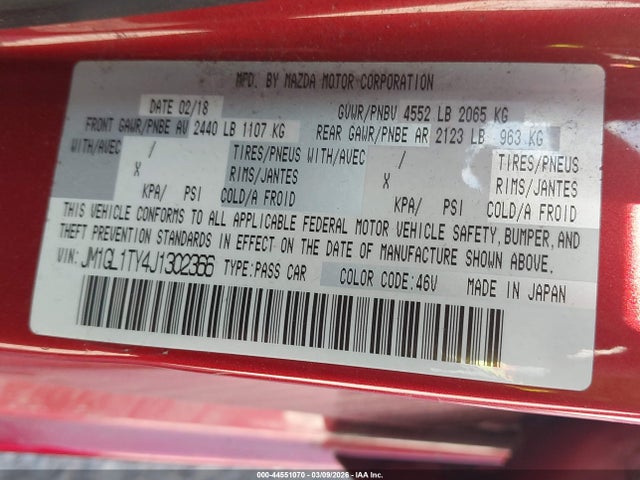 MFD. BY MAZDA MOTOR CORPORATION
DATE 02/18 GVWR/PNBV 4552 LB 2065 KG
FRONT GAWR/PNBE AV 2440 LB 1107 KG REAR GAWR/PNBE AR 2123 LB 963 KG
WITH/AVEC / TIRES/PNEUS WITH/AVEC / TIRES/PNEUS
X RIMS/JANTES X RIMS/JANTES
KPA/ PSI COLD/A FROID KPA/ PSI COLD/A FROID
THIS VEHICLE CONFORMS TO ALL APPLICABLE FEDERAL MOTOR VEHICLE SAFETY, BUMPER, AND
THEFT PREVENTION STANDARDS IN EFFECT ON THE DATE OF MANUFACTURE SHOWN ABOVE.
VIN: JM1GL1TY4J1302366 TYPE:PASS CAR COLOR CODE:46V MADE IN JAPAN
000-44551070 | 03/09/2026 | IAA Inc.